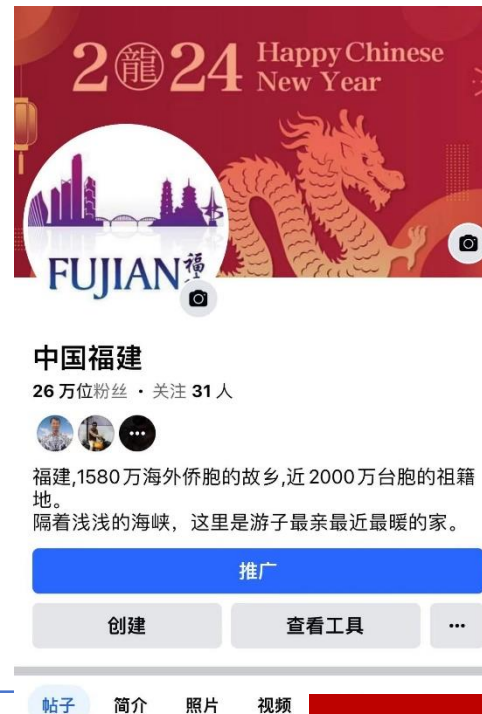 2龍24 Happy Chinese
New Year
FUJIAN福
中国福建
26 万位粉丝 · 关注 31 人
福建,1580万海外侨胞的故乡,近2000万台胞的祖籍
地。
隔着浅浅的海峡，这里是游子最亲最近最暖的家。
推广
创建 查看工具
帖子 简介 照片 视频